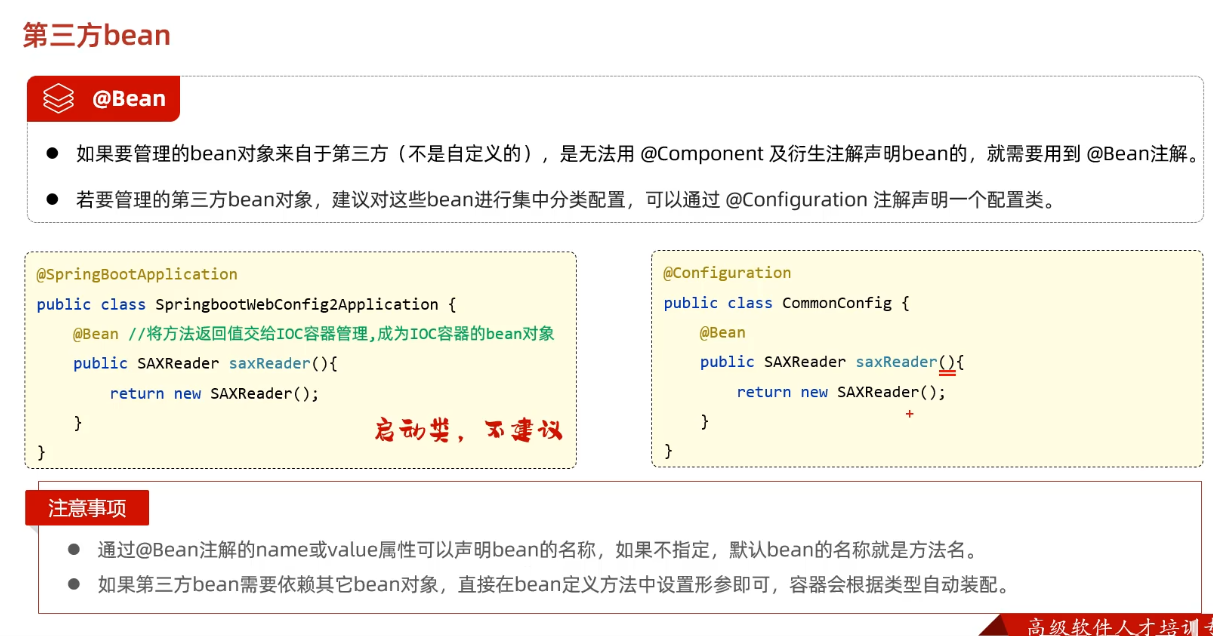 第三方bean
@Bean
● 如果要管理的bean对象来自于第三方（不是自定义的），是无法用 @Component 及衍生注解声明bean的，就需要用到 @Bean注解。
● 若要管理的第三方bean对象，建议对这些bean进行集中分类配置，可以通过 @Configuration 注解声明一个配置类。
@SpringBootApplication
public class SpringbootWebConfig2Application {
@Bean //将方法返回值交给IOC容器管理,成为IOC容器的bean对象
public SAXReader saxReader(){
return new SAXReader();
}
}
启动类，不建议
@Configuration
public class CommonConfig {
@Bean
public SAXReader saxReader(){
return new SAXReader();
}
}
注意事项
● 通过@Bean注解的name或value属性可以声明bean的名称，如果不指定，默认bean的名称就是方法名。
● 如果第三方bean需要依赖其它bean对象，直接在bean定义方法中设置形参即可，容器会根据类型自动装配。
高级软件人才培训